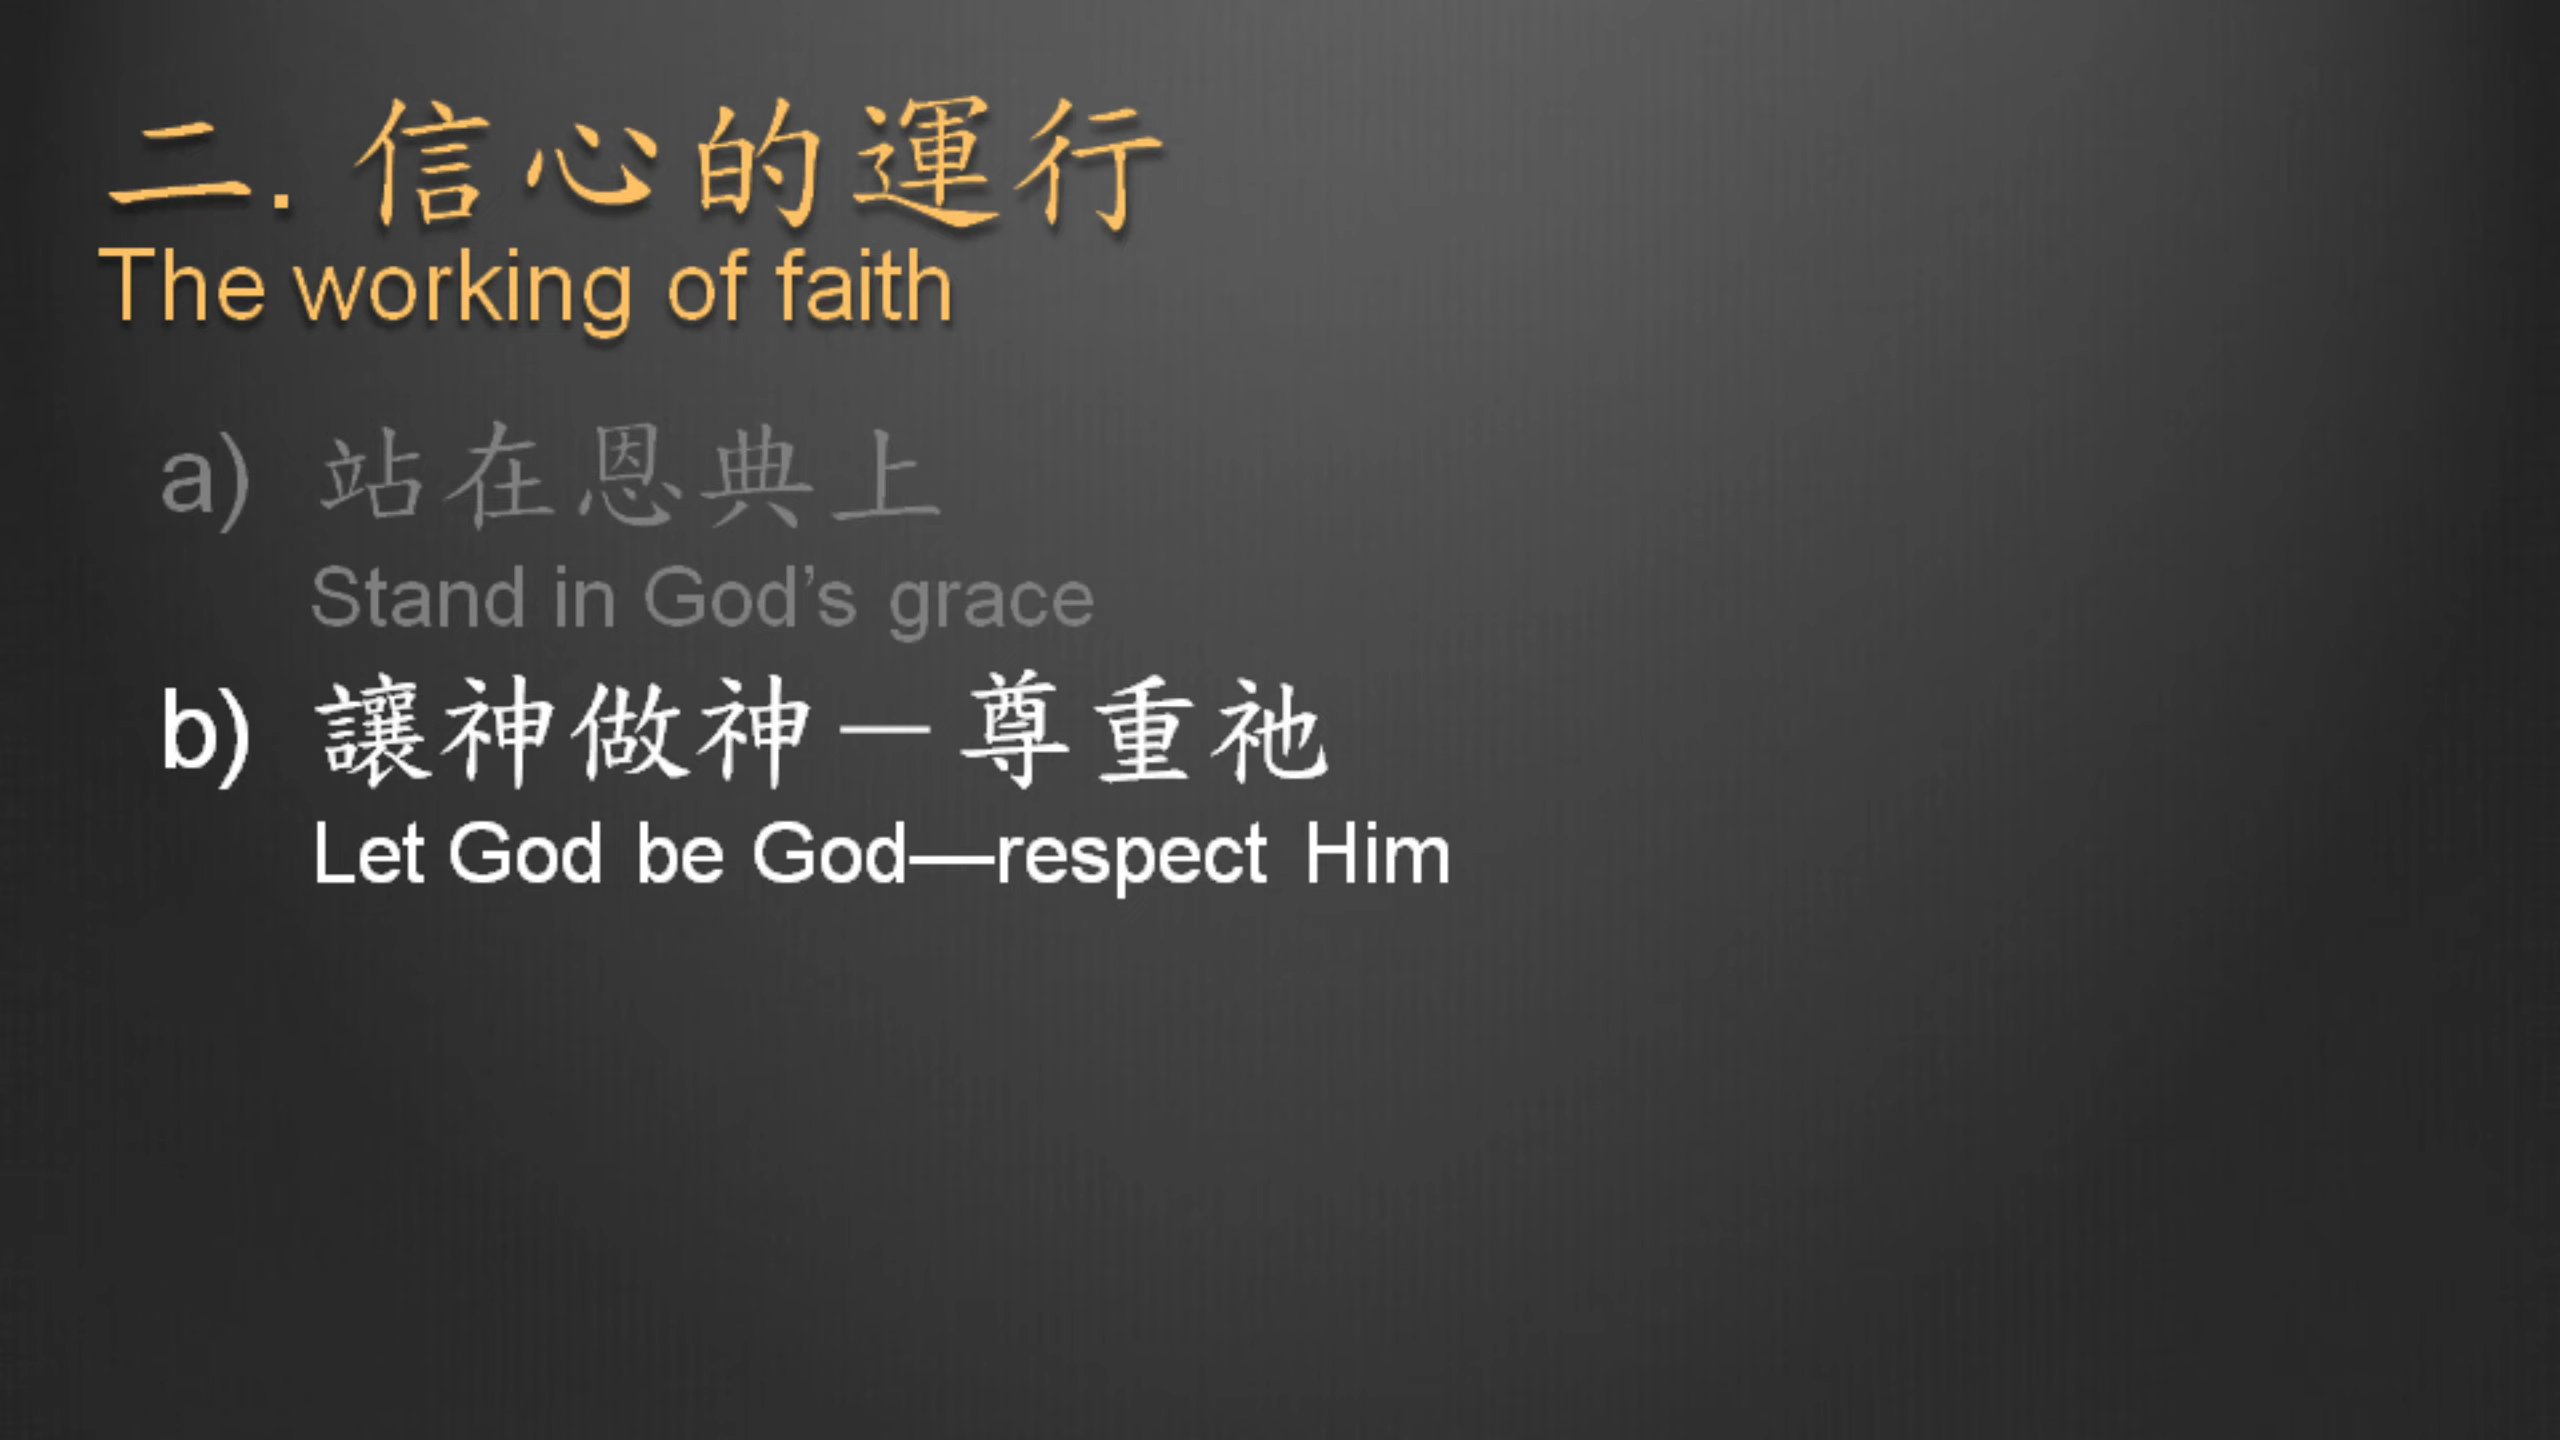 二. 信心的運行
The working of faith
a) 站在恩典上
Stand in God’s grace
b) 讓神做神－尊重祂
Let God be God—respect Him